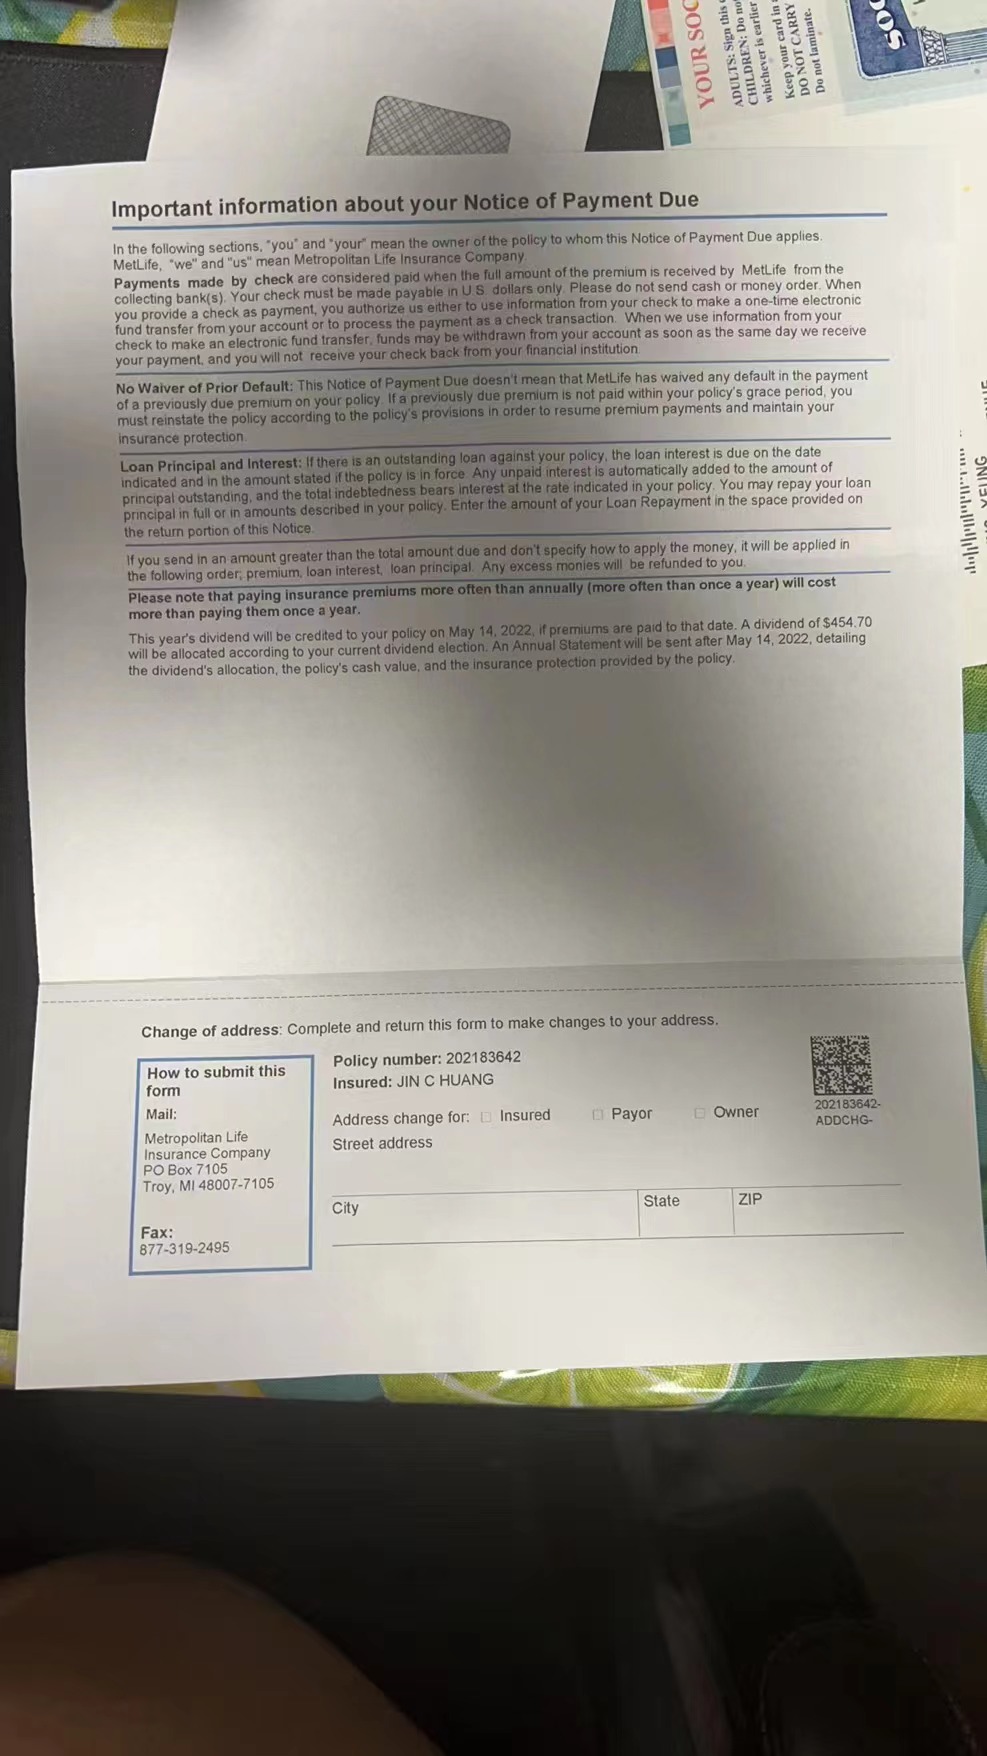 YOUR SOC
ADULTS: Sign this
CHILDREN: Do no
whichever is earlier
Keep your card in
DO NOT CARRY
Do not laminate.
SOC
Important information about your Notice of Payment Due
In the following sections, "you" and "your" mean the owner of the policy to whom this Notice of Payment Due applies.
MetLife, "we" and "us" mean Metropolitan Life Insurance Company.
Payments made by check are considered paid when the full amount of the premium is received by MetLife from the
collecting bank(s). Your check must be made payable in U.S. dollars only. Please do not send cash or money order. When
you provide a check as payment, you authorize us either to use information from your check to make a one-time electronic
fund transfer from your account or to process the payment as a check transaction. When we use information from your
check to make an electronic fund transfer, funds may be withdrawn from your account as soon as the same day we receive
your payment, and you will not receive your check back from your financial institution.
No Waiver of Prior Default: This Notice of Payment Due doesn't mean that MetLife has waived any default in the payment
of a previously due premium on your policy. If a previously due premium is not paid within your policy's grace period, you
must reinstate the policy according to the policy's provisions in order to resume premium payments and maintain your
insurance protection.
Loan Principal and Interest: If there is an outstanding loan against your policy, the loan interest is due on the date
indicated and in the amount stated if the policy is in force. Any unpaid interest is automatically added to the amount of
principal outstanding, and the total indebtedness bears interest at the rate indicated in your policy. You may repay your loan
principal in full or in amounts described in your policy. Enter the amount of your Loan Repayment in the space provided on
the return portion of this Notice.
If you send in an amount greater than the total amount due and don't specify how to apply the money, it will be applied in
the following order; premium, loan interest, loan principal. Any excess monies will be refunded to you.
Please note that paying insurance premiums more often than annually (more often than once a year) will cost
more than paying them once a year.
This year's dividend will be credited to your policy on May 14, 2022, if premiums are paid to that date. A dividend of $454.70
will be allocated according to your current dividend election. An Annual Statement will be sent after May 14, 2022, detailing
the dividend's allocation, the policy's cash value, and the insurance protection provided by the policy.
YEUNG
Change of address: Complete and return this form to make changes to your address.
How to submit this
form
Mail:
Metropolitan Life
Insurance Company
PO Box 7105
Troy, MI 48007-7105
Fax:
877-319-2495
Policy number: 202183642
Insured: JIN C HUANG
Address change for: Insured Payor Owner
Street address
City State ZIP
202183642-
ADDCHG-